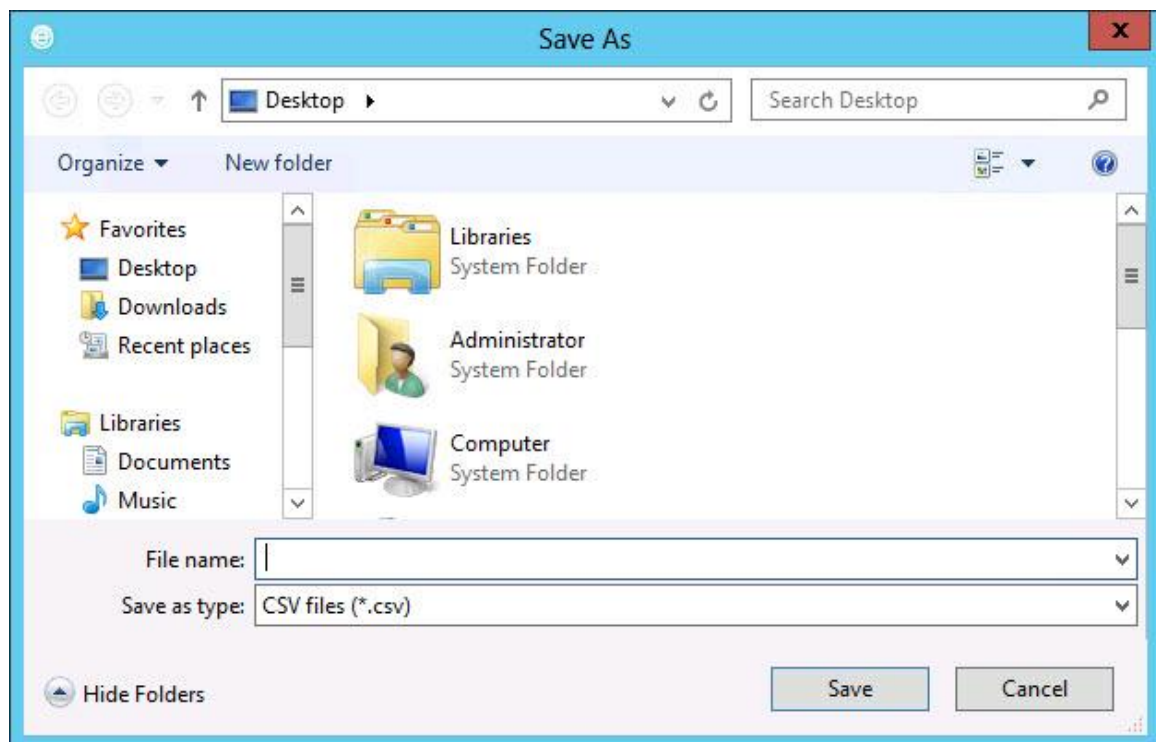 Save As
x
Desktop
Search Desktop
Organize
New folder
Favorites
Desktop
Downloads
Recent places
Libraries
Documents
Music
Libraries
System Folder
Administrator
System Folder
Computer
System Folder
File name:
Save as type: CSV files (*.csv)
Hide Folders
Save
Cancel